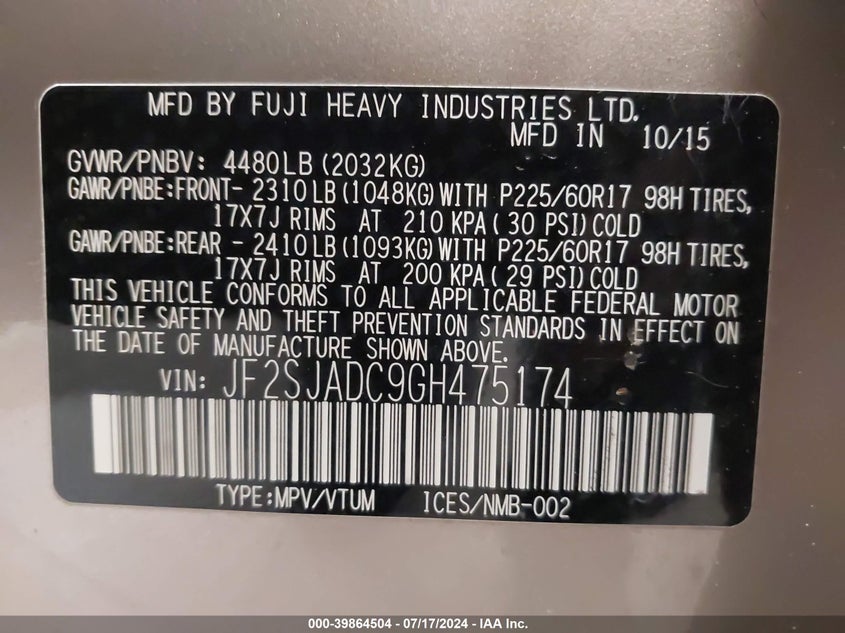 MFD BY FUJI HEAVY INDUSTRIES LTD.
MFD IN 10/15
GVWR/PNBV: 4480LB (2032KG)
GAWR/PNBE:FRONT- 2310LB (1048KG) WITH P225/60R17 98H TIRES,
17X7J RIMS AT 210 KPA ( 30 PSI) COLD
GAWR/PNBE:REAR - 2410LB (1093KG) WITH P225/60R17 98H TIRES,
17X7J RIMS AT 200 KPA ( 29 PSI) COLD
THIS VEHICLE CONFORMS TO ALL APPLICABLE FEDERAL MOTOR
VEHICLE SAFETY AND THEFT PREVENTION STANDARDS IN EFFECT ON
THE DATE OF MANUFACTURE SHOWN ABOVE.
VIN: JF2SJADC9GH475174
TYPE:MPV/VTUM ICES/NMB-002
000-39864504 - 07/17/2024 - IAA Inc.